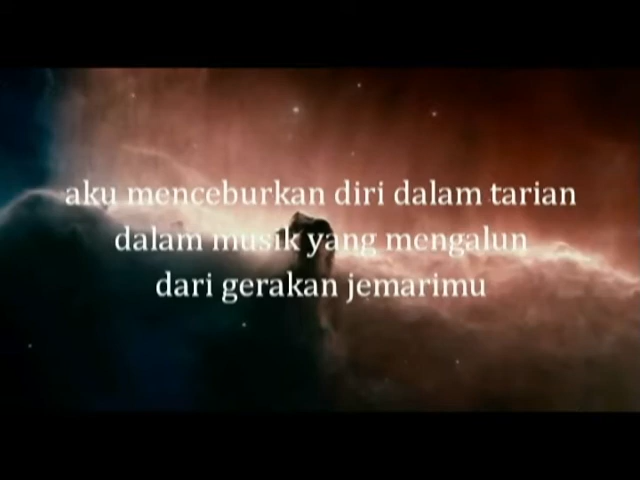 aku menceburkan diri dalam tarian
dalam musik yang mengalun
dari gerakan jemarimu